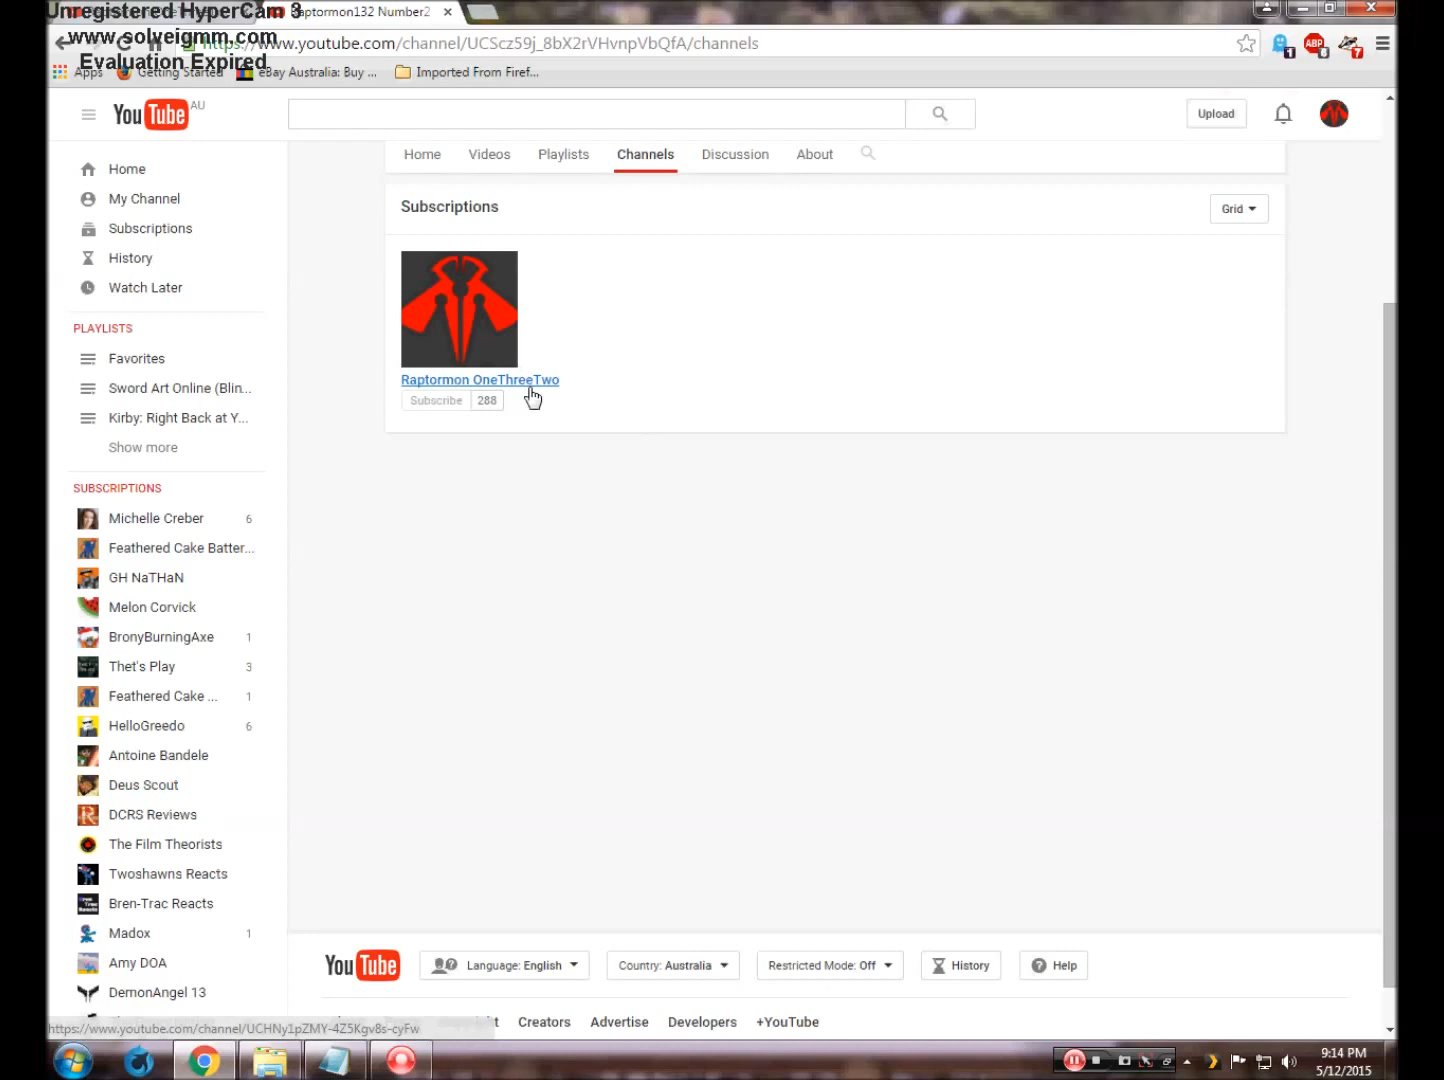 Unregistered HyperCam 3
www.solveigmm.com
Evaluation Expired
Raptormon132 Number2
https://www.youtube.com/channel/UCScz59j_8bX2rVHvnpVbQfA/channels
Apps
Getting Started
eBay Australia: Buy ...
Imported From Firef...
ABP
1
6
7
YouTube AU
Upload
Home
Videos
Playlists
Channels
Discussion
About
Home
My Channel
Subscriptions
History
Watch Later
PLAYLISTS
Favorites
Sword Art Online (Blin...
Kirby: Right Back at Y...
Show more
SUBSCRIPTIONS
Michelle Creber 6
Feathered Cake Batter...
GH NaTHaN
Melon Corvick
BronyBurningAxe 1
Thet's Play 3
Feathered Cake ... 1
HelloGreedo 6
Antoine Bandele
Deus Scout
DCRS Reviews
The Film Theorists
Twoshawns Reacts
Bren-Trac Reacts
Madox 1
Amy DOA
DemonAngel 13
Subscriptions
Grid
Raptormon OneThreeTwo
Subscribe 288
YouTube
Language: English
Country: Australia
Restricted Mode: Off
History
Help
Creators
Advertise
Developers
+YouTube
https://www.youtube.com/channel/UCHNy1pZMY-4Z5Kgv8s-cyFw
9:14 PM
5/12/2015